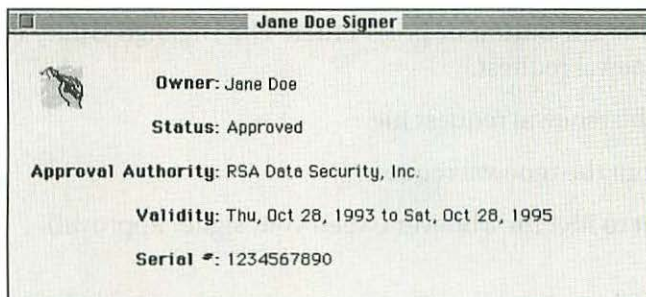 Jane Doe Signer
Owner: Jane Doe
Status: Approved
Approval Authority: RSA Data Security, Inc.
Validity: Thu, Oct 28, 1993 to Sat, Oct 28, 1995
Serial #: 1234567890